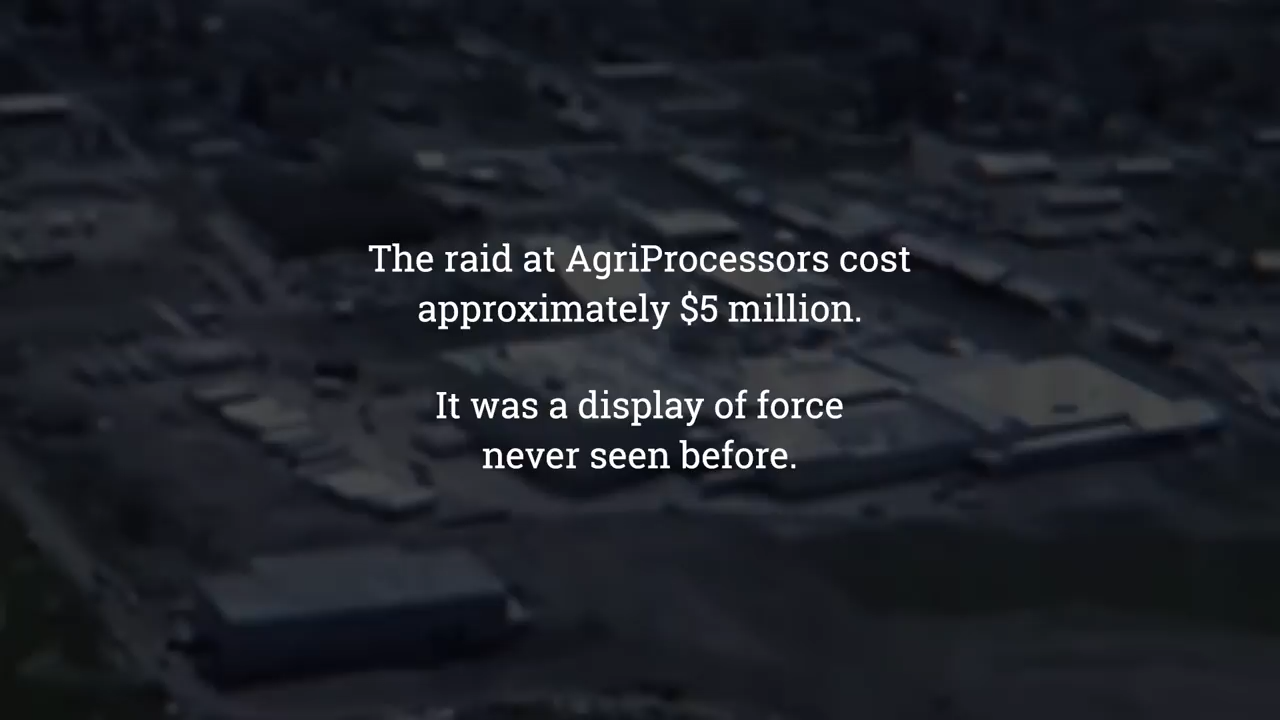 The raid at AgriProcessors cost
approximately $5 million.
It was a display of force
never seen before.